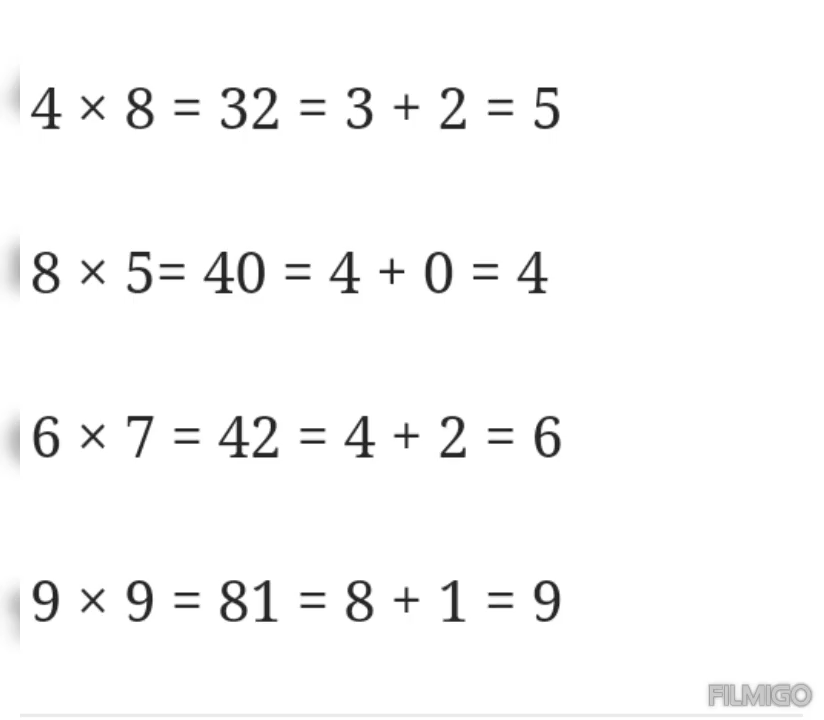 4 × 8 = 32 = 3 + 2 = 5
8 × 5= 40 = 4 + 0 = 4
6 × 7 = 42 = 4 + 2 = 6
9 × 9 = 81 = 8 + 1 = 9
FILMIGO